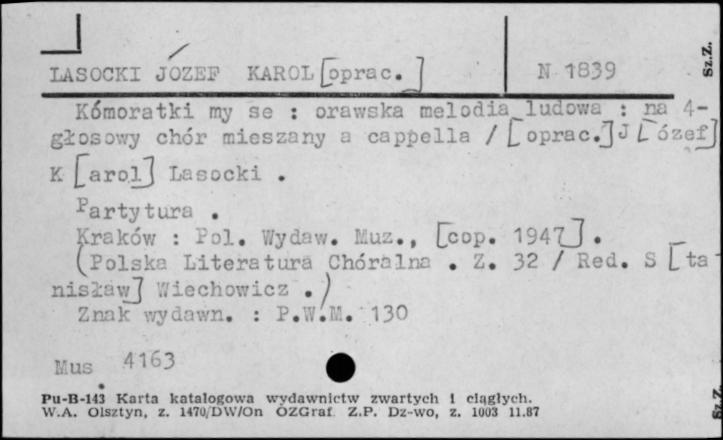 LASOCKI JÓZEF KAROL [oprac.] N 1839
Sz.Z.
Kómoratki my se : orawska melodia ludowa : na 4-
głosowy chór mieszany a cappella / [oprac.] J [ózef]
K [arol] Lasocki .
Partytura .
Kraków : Pol. Wydaw. Muz., [cop. 1947] .
(Polska Literatura Chóralna . Z. 32 / Red. S [ta-
nisław] Wiechowicz .)
Znak wydawn. : P.W.M. 130
Mus 4163
Pu-B-143 Karta katalogowa wydawnictw zwartych i ciągłych.
W.A. Olsztyn, z. 1470/DW/On OZGraf. Z.P. Dz-wo, z. 1003 11.87
Sz.Z.